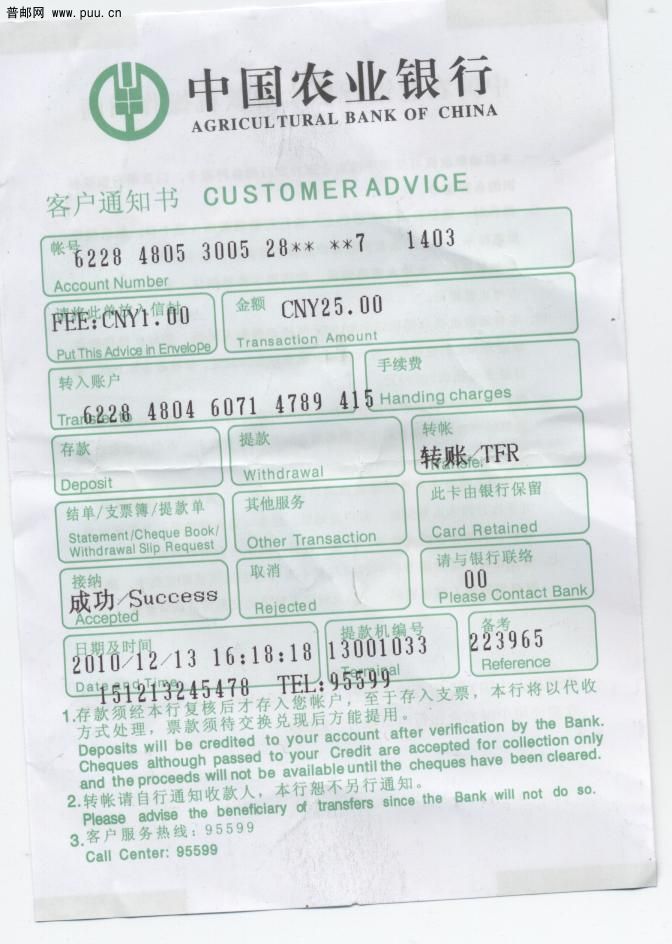 普邮网 www.puu.cn
中国农业银行
AGRICULTURAL BANK OF CHINA
客户通知书 CUSTOMER ADVICE
帐号
6228 4805 3005 28** **7 1403
Account Number
请将此单放入信封
FEE:CNY1.00
Put This Advice in Envelope
金额 CNY25.00
Transaction Amount
转入账户
6228 4804 6071 4789 415
Transfer to
手续费
Handing charges
存款
Deposit
提款
Withdrawal
转帐
转账/TFR
Transfer
结单/支票簿/提款单
Statement/Cheque Book/
Withdrawal Slip Request
其他服务
Other Transaction
此卡由银行保留
Card Retained
接纳
成功/Success
Accepted
取消
Rejected
请与银行联络
00
Please Contact Bank
日期及时间
2010/12/13 16:18:18
Date and Time
提款机编号
13001033
Terminal
备考
223965
Reference
151213245478 TEL:95599
1.存款须经本行复核后才存入您帐户，至于存入支票，本行将以代收
方式处理，票款须待交换兑现后方能提用。
Deposits will be credited to your account after verification by the Bank.
Cheques although passed to your Credit are accepted for collection only
and the proceeds will not be available until the cheques have been cleared.
2.转帐请自行通知收款人，本行恕不另行通知。
Please advise the beneficiary of transfers since the Bank will not do so.
3.客户服务热线：95599
Call Center: 95599